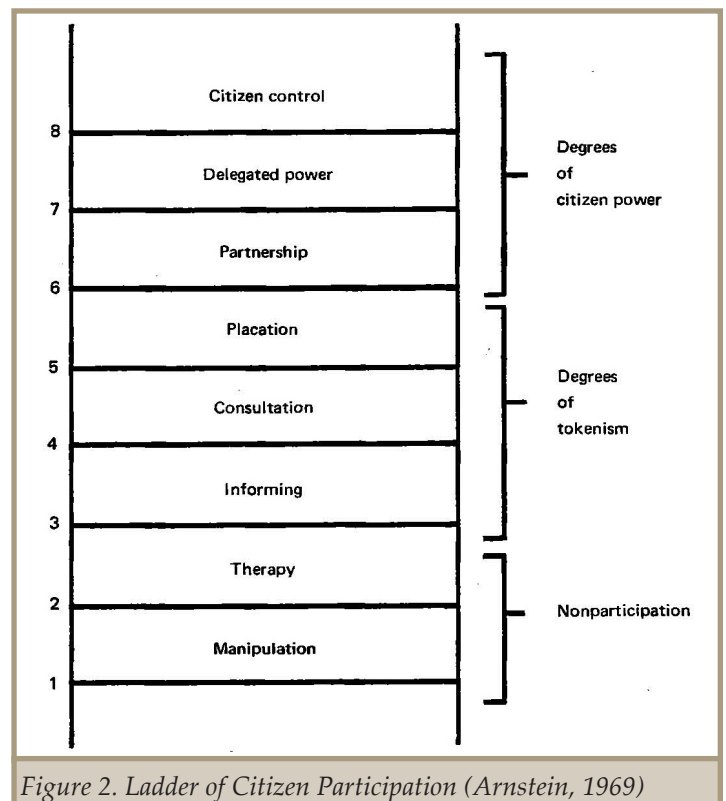 Citizen control
8
Delegated power
7
Partnership
6
Placation
5
Consultation
4
Informing
3
Therapy
2
Manipulation
1
Degrees
of
citizen power
Degrees
of
tokenism
Nonparticipation
Figure 2. Ladder of Citizen Participation (Arnstein, 1969)